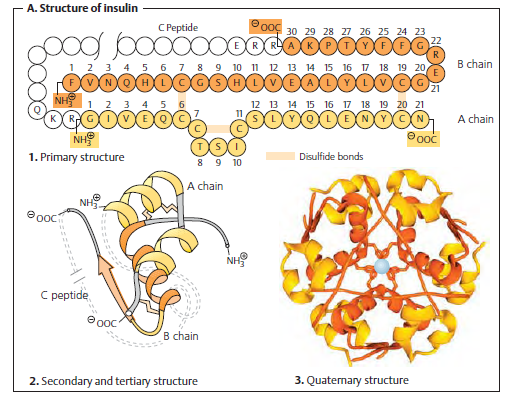 A. Structure of insulin
C Peptide
⊖OOC 30 29 28 27 26 25 24 23
E R R A K P T Y F F G 22
R
1 2 3 4 5 6 7 8 9 10 11 12 13 14 15 16 17 18 19 20
B chain
F V N Q H L C G S H L V E A L Y L V C G E
21
NH3⊕
1 2 3 4 5 6 7 11 12 13 14 15 16 17 18 19 20 21
Q
K R G I V E Q C C C S L Y Q L E N Y C N
A chain
NH3⊕
T S I
⊖OOC
8 9 10
1. Primary structure
Disulfide bonds
A chain
NH3⊕
⊖OOC
NH3⊕
C peptide
⊖OOC
B chain
2. Secondary and tertiary structure
3. Quaternary structure